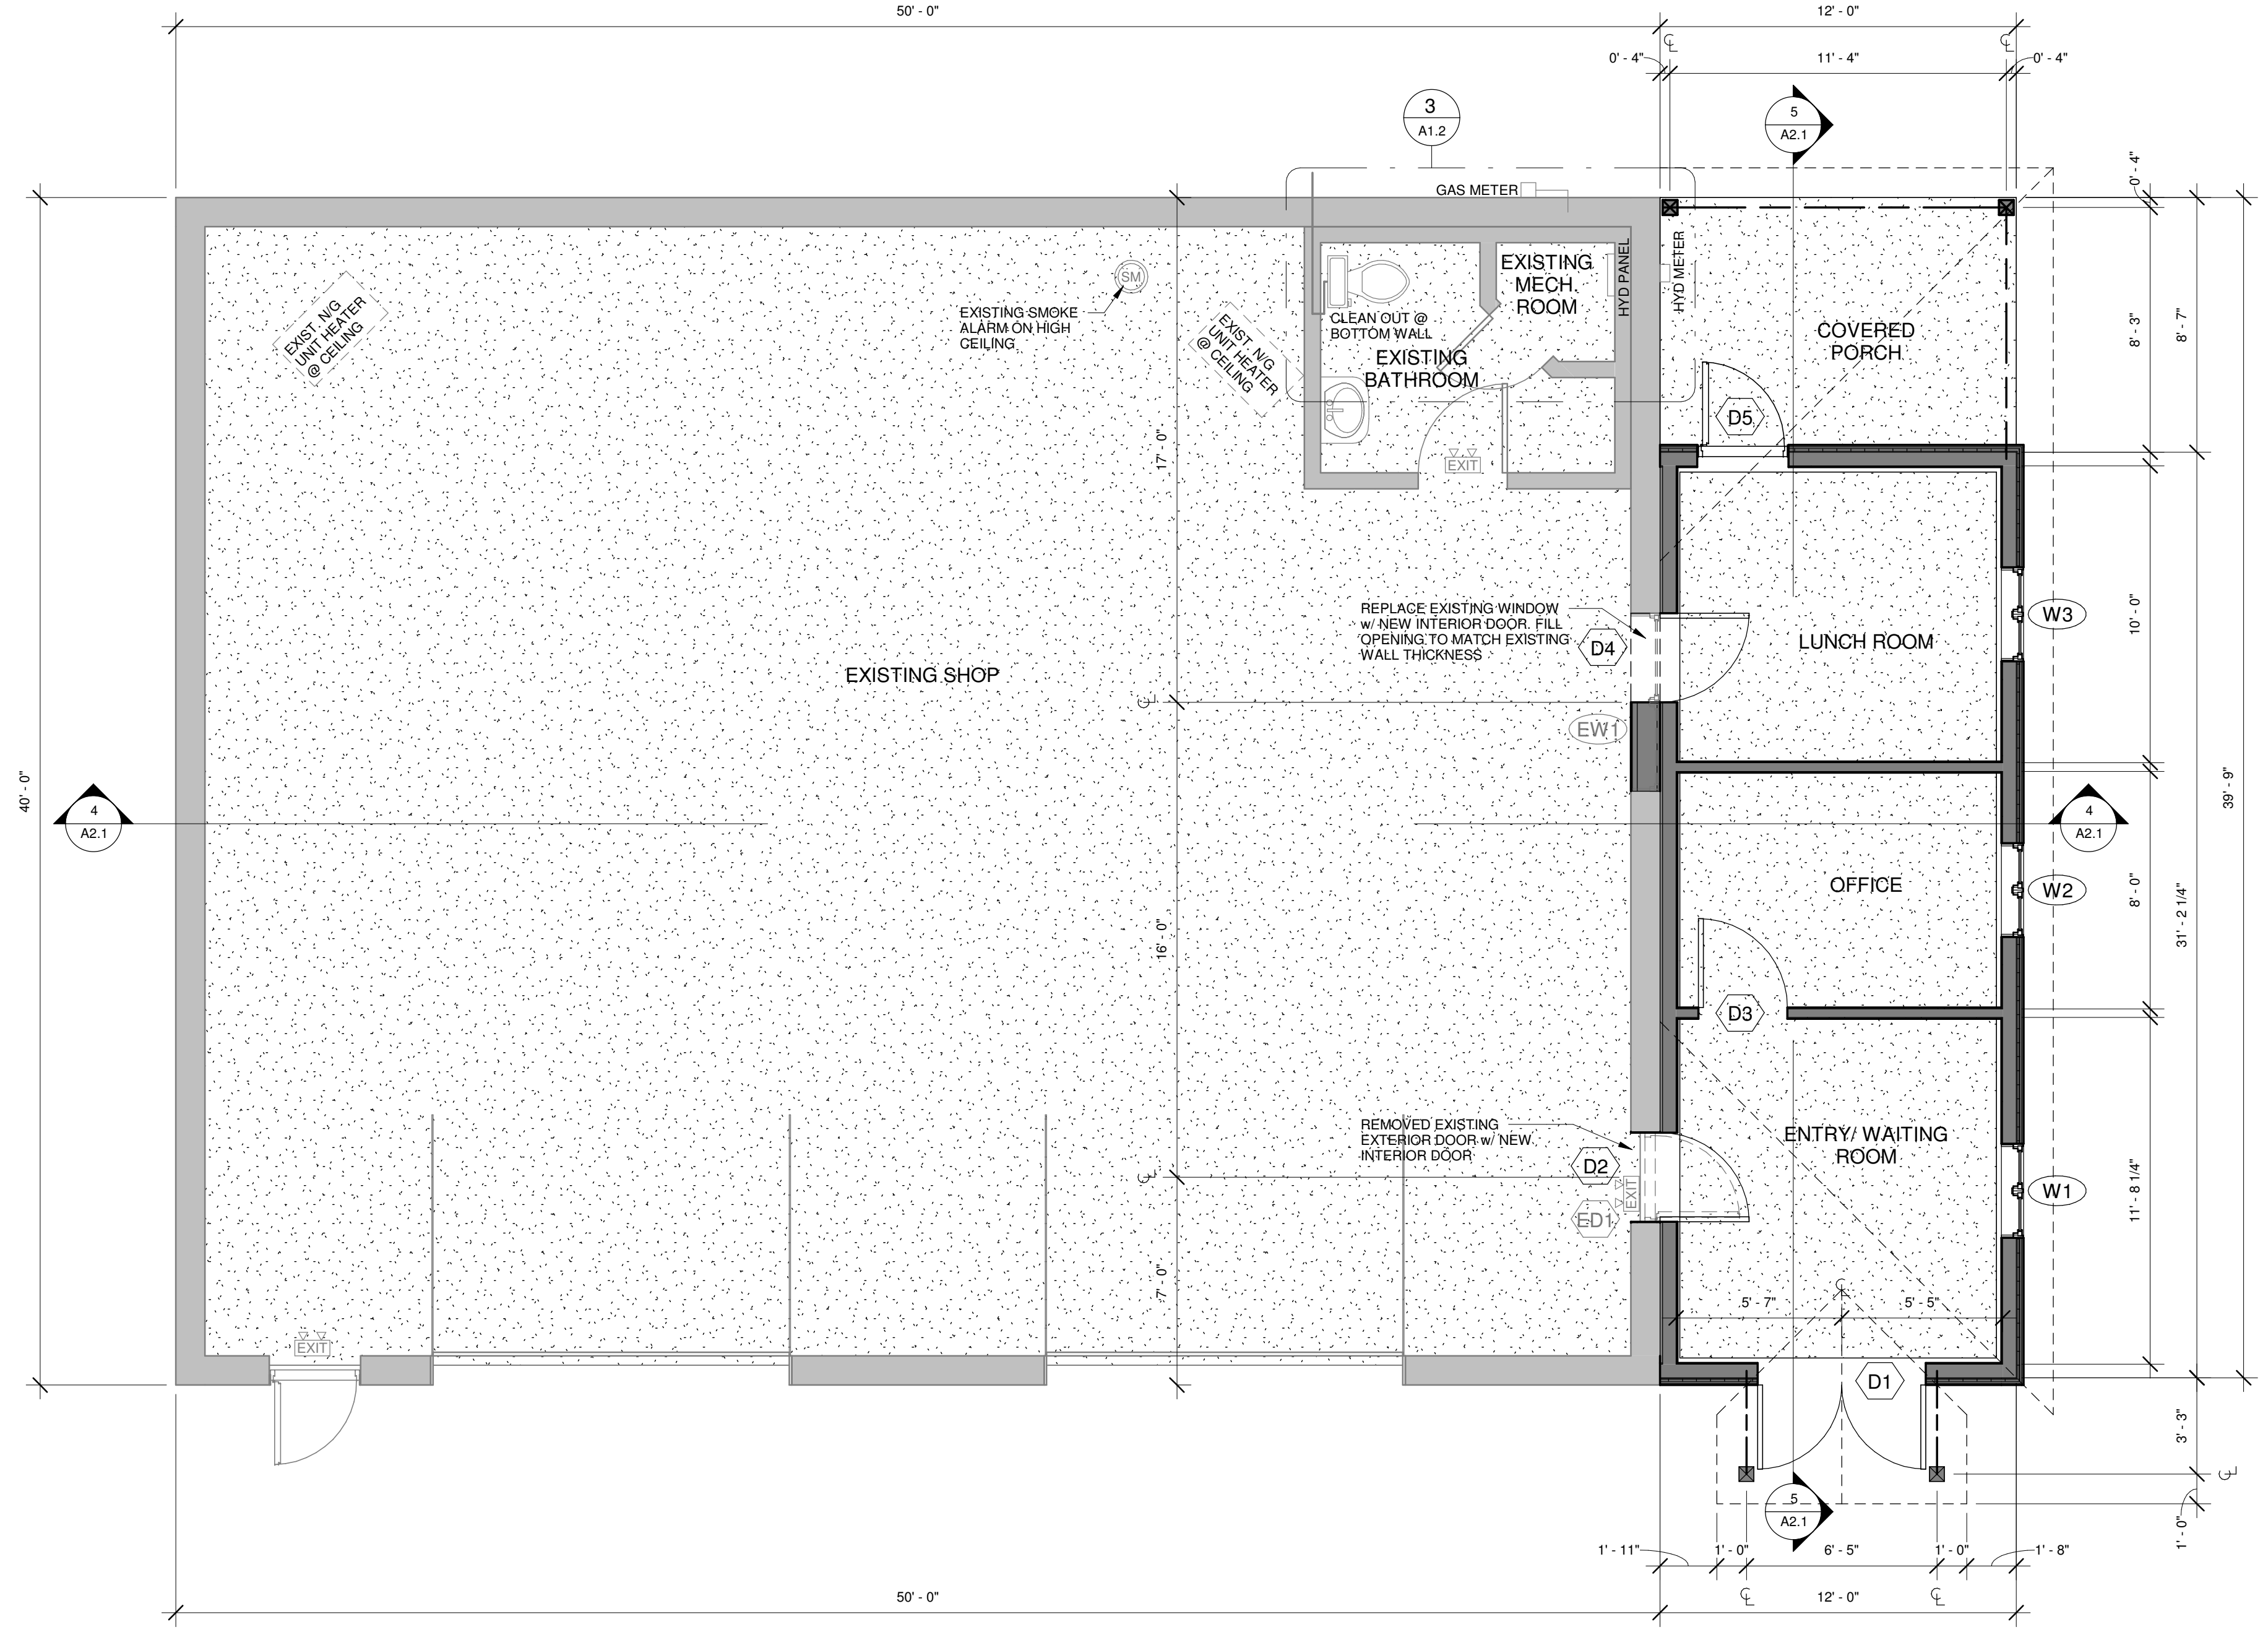 50' - 0"
12' - 0"
0' - 4"
11' - 4"
0' - 4"
3
A1.2
5
A2.1
0' - 4"
GAS METER
EXIST. N/G
UNIT HEATER
@ CEILING
EXISTING SMOKE
ALARM ON HIGH
CEILING
SM
EXIST. N/G
UNIT HEATER
@ CEILING
CLEAN OUT @
BOTTOM WALL
EXISTING
BATHROOM
EXISTING
MECH.
ROOM
HYD PANEL
HYD METER
COVERED
PORCH
8' - 3"
8' - 7"
D5
17' - 0"
EXIT
REPLACE EXISTING WINDOW
w/ NEW INTERIOR DOOR. FILL
OPENING TO MATCH EXISTING
WALL THICKNESS
D4
LUNCH ROOM
W3
10' - 0"
EXISTING SHOP
EW1
40' - 0"
4
A2.1
4
A2.1
39' - 9"
OFFICE
W2
8' - 0"
31' - 2 1/4"
16' - 0"
D3
REMOVED EXISTING
EXTERIOR DOOR w/ NEW
INTERIOR DOOR
D2
EXIT
ED1
ENTRY/ WAITING
ROOM
W1
11' - 8 1/4"
7' - 0"
5' - 7"
5' - 5"
EXIT
D1
3' - 3"
5
A2.1
1' - 0"
1' - 11"
1' - 0"
6' - 5"
1' - 0"
1' - 8"
50' - 0"
12' - 0"